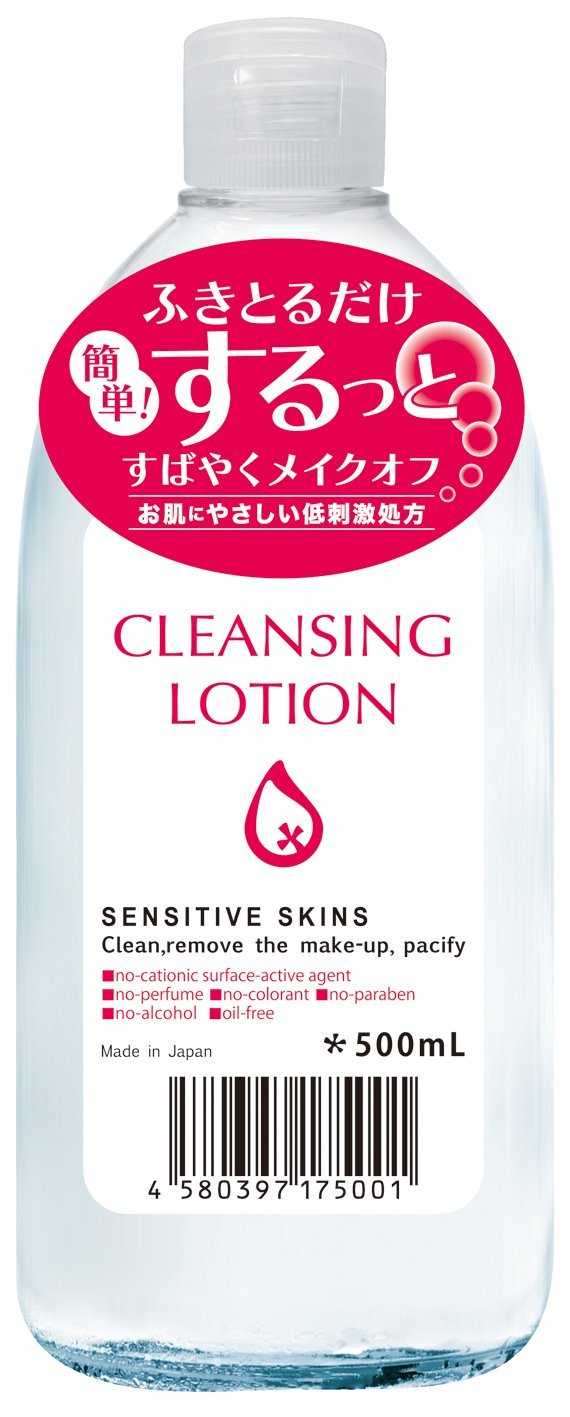 ふきとるだけ
簡単!
するっと
すばやくメイクオフ
お肌にやさしい低刺激処方
CLEANSING
LOTION
SENSITIVE SKINS
Clean,remove the make-up, pacify
■no-cationic surface-active agent
■no-perfume ■no-colorant ■no-paraben
■no-alcohol ■oil-free
Made in Japan *500mL
4 580397 175001